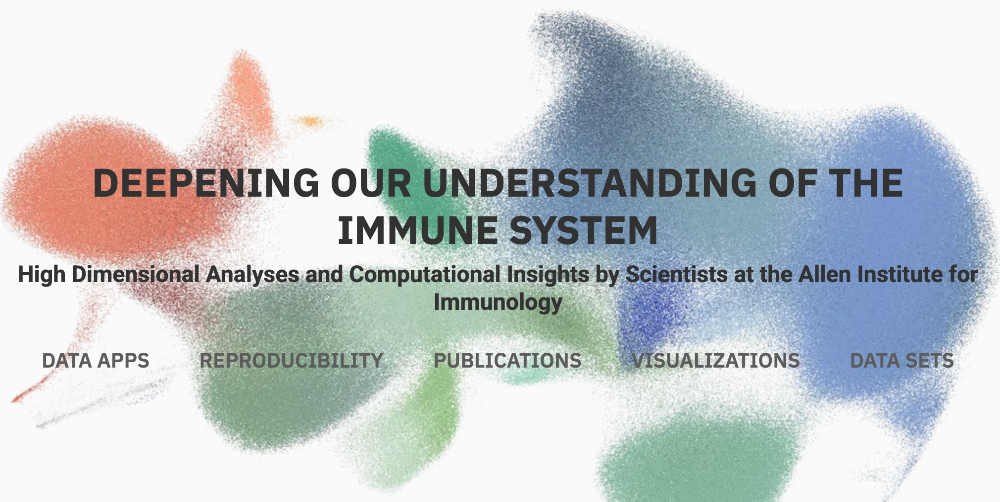 DEEPENING OUR UNDERSTANDING OF THE
IMMUNE SYSTEM
High Dimensional Analyses and Computational Insights by Scientists at the Allen Institute for
Immunology
DATA APPS REPRODUCIBILITY PUBLICATIONS VISUALIZATIONS DATA SETS